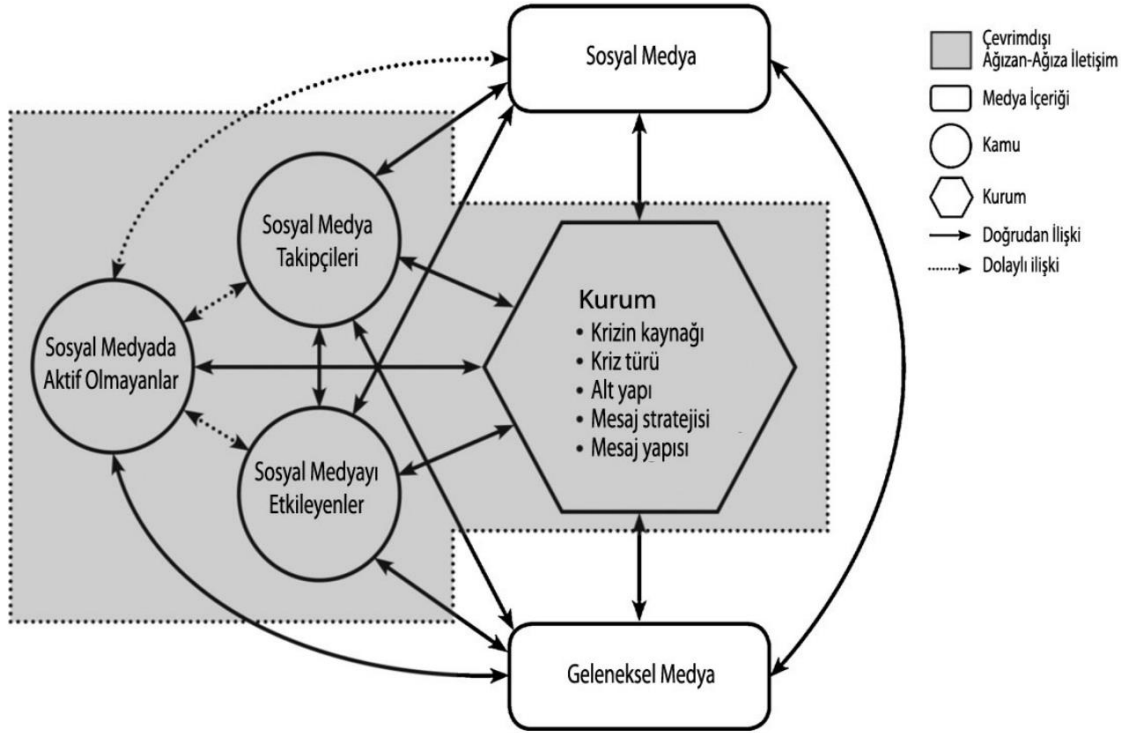 Sosyal Medya
Çevrimdışı
Ağızan-Ağıza İletişim
Medya İçeriği
Kamu
Kurum
Doğrudan İlişki
Dolaylı ilişki
Sosyal Medya
Takipçileri
Sosyal Medyada
Aktif Olmayanlar
Sosyal Medyayı
Etkileyenler
Kurum
• Krizin kaynağı
• Kriz türü
• Alt yapı
• Mesaj stratejisi
• Mesaj yapısı
Geleneksel Medya